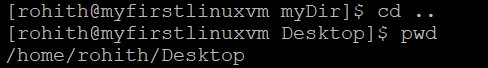 [rohith@myfirstlinuxvm myDir]$ cd ..
[rohith@myfirstlinuxvm Desktop]$ pwd
/home/rohith/Desktop